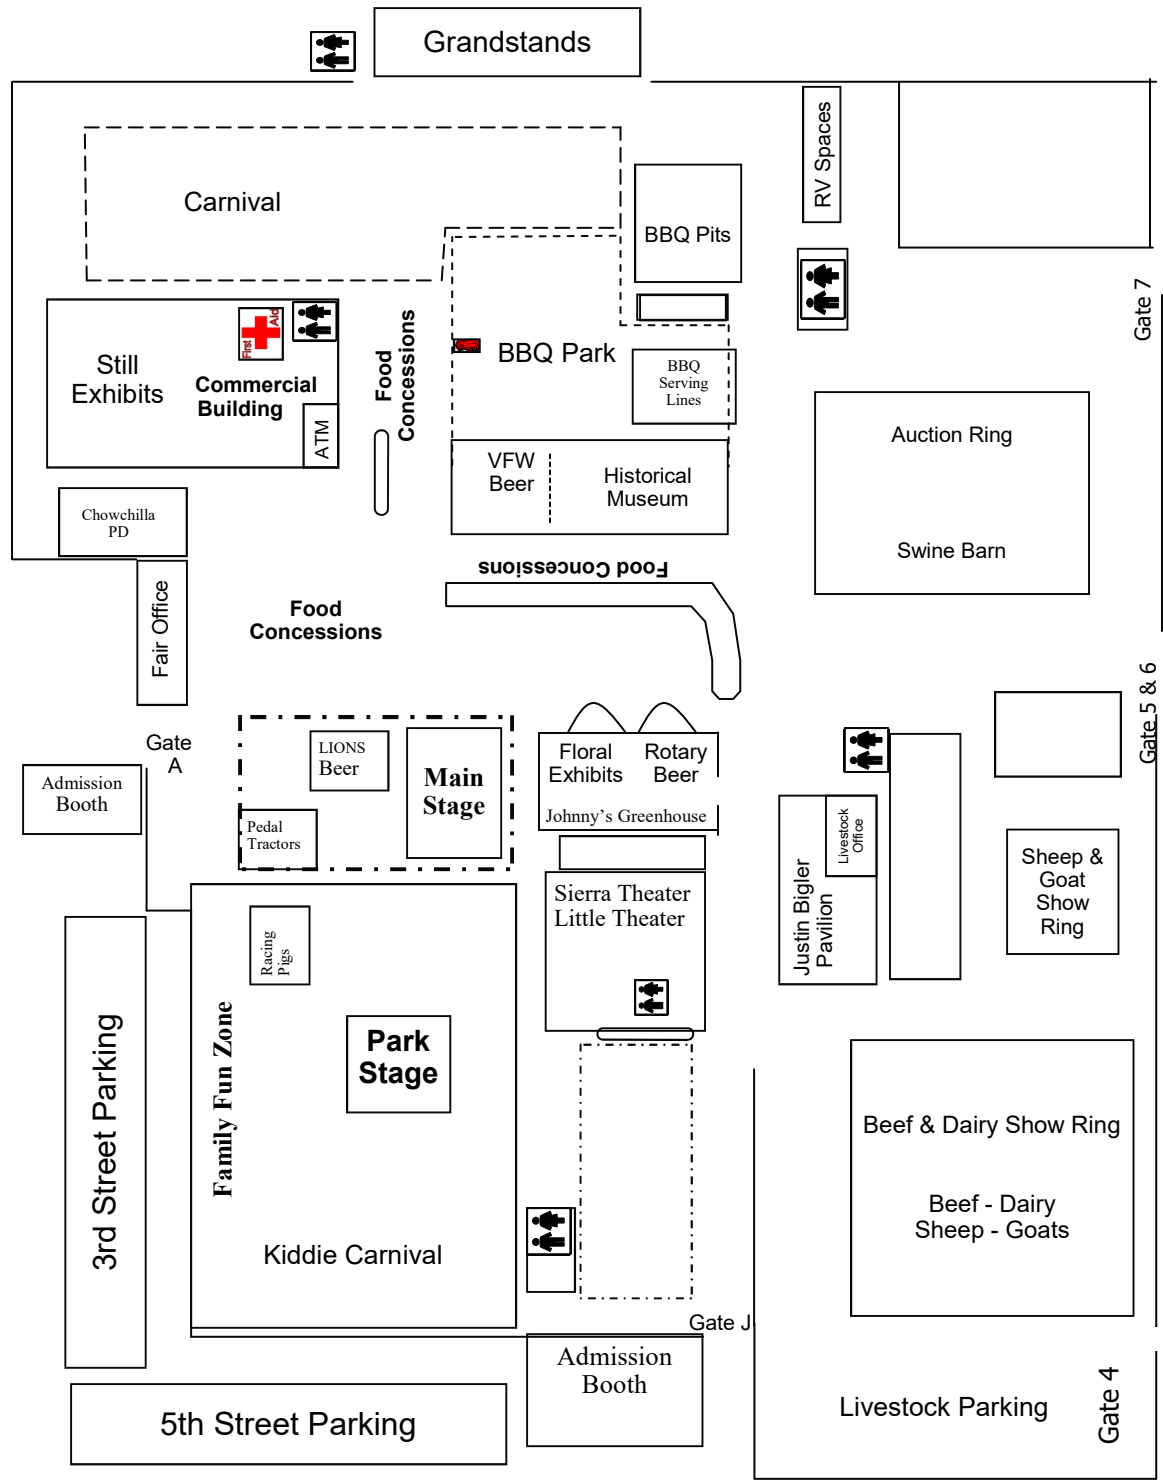 Grandstands
Carnival
RV Spaces
BBQ Pits
Gate 7
First
Aid
Still
Exhibits
Commercial
Building
ATM
Food
Concessions
BBQ Park
BBQ
Serving
Lines
VFW
Beer
Historical
Museum
Auction Ring
Swine Barn
Chowchilla
PD
Fair Office
Food Concessions
Food
Concessions
Gate 5 & 6
Gate
A
Admission
Booth
LIONS
Beer
Main
Stage
Pedal
Tractors
Floral
Exhibits
Rotary
Beer
Johnny's Greenhouse
Livestock
Office
Justin Bigler
Pavilion
Sheep &
Goat
Show
Ring
Sierra Theater
Little Theater
Racing
Pigs
Park
Stage
Family Fun Zone
3rd Street Parking
Kiddie Carnival
Beef & Dairy Show Ring
Beef - Dairy
Sheep - Goats
Gate J
Admission
Booth
5th Street Parking
Livestock Parking
Gate 4